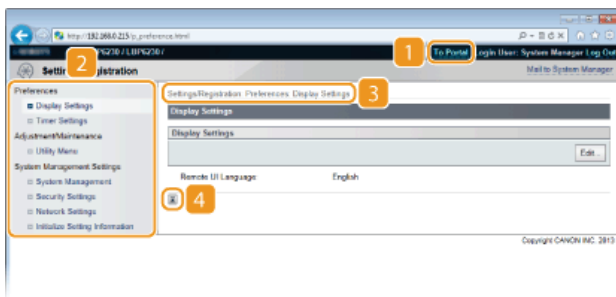 http://192.168.0.215/p_preference.html
LBP6230 / LBP6230 /
1
To Portal Login User: System Manager Log Out
2
Settings/Registration
Mail to System Manager
Preferences
Display Settings
Timer Settings
Adjustment/Maintenance
Utility Menu
System Management Settings
System Management
Security Settings
Network Settings
Initialize Setting Information
Settings/Registration Preferences Display Settings
3
Display Settings
Display Settings
Edit...
Remote UI Language English
4
Copyright CANON INC. 2013